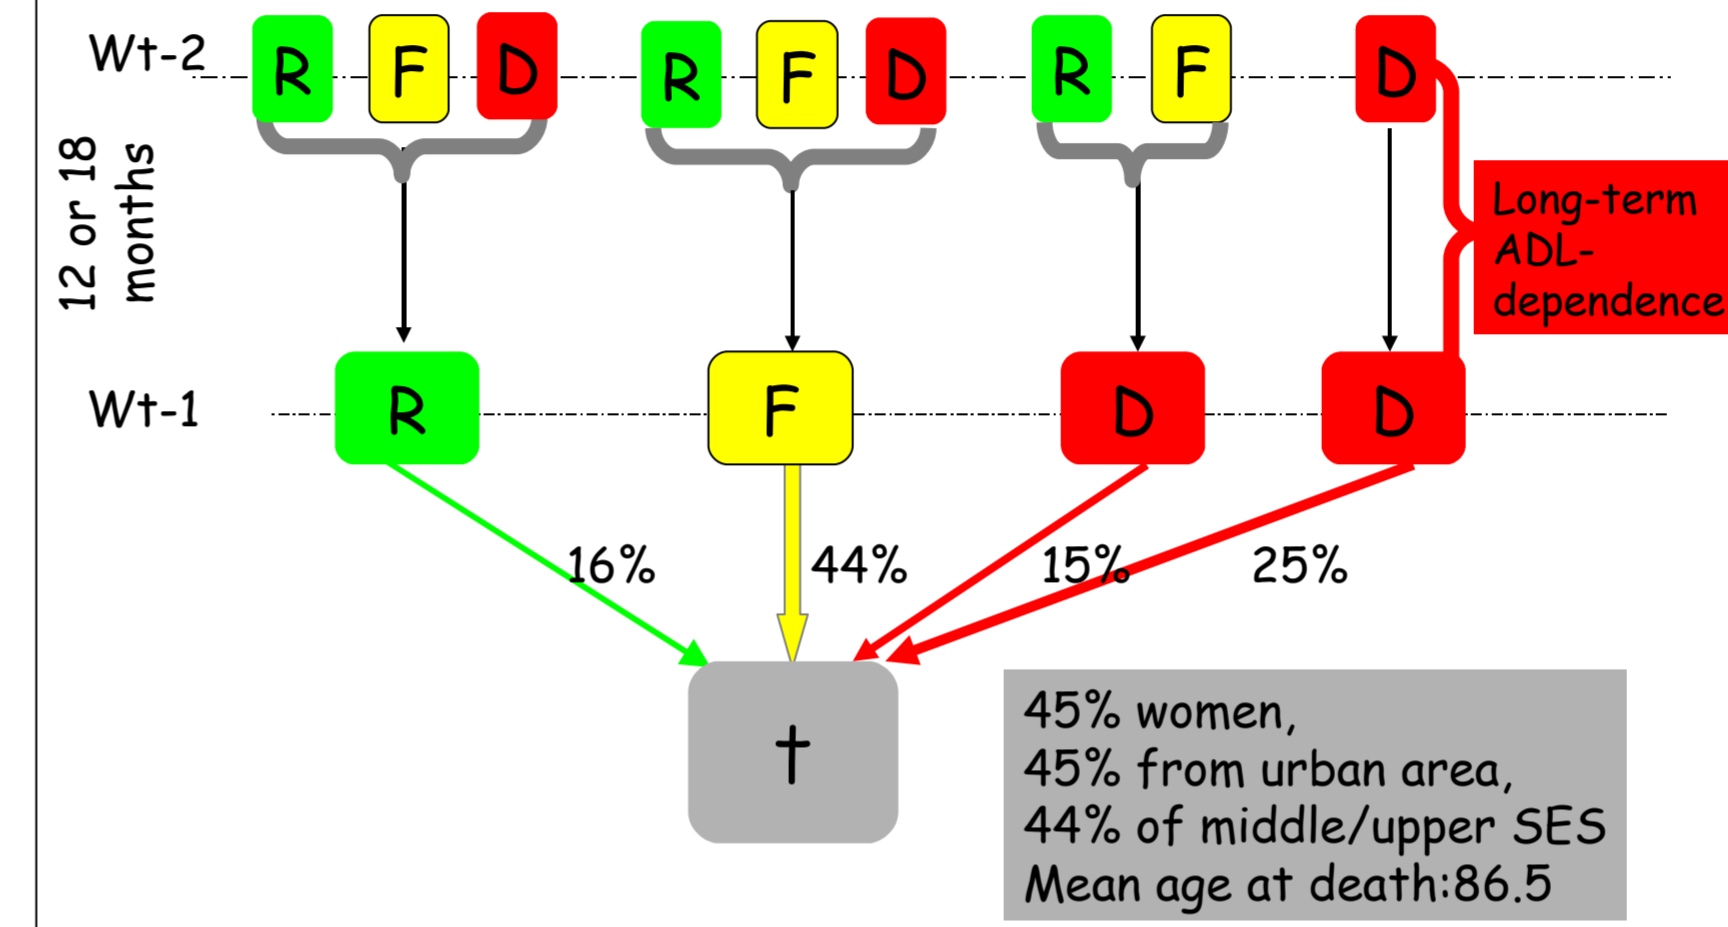 Wt-2
R F D R F D R F D
12 or 18
months
Long-term
ADL-
dependence
Wt-1
R F D D
16% 44% 15% 25%
†
45% women,
45% from urban area,
44% of middle/upper SES
Mean age at death:86.5